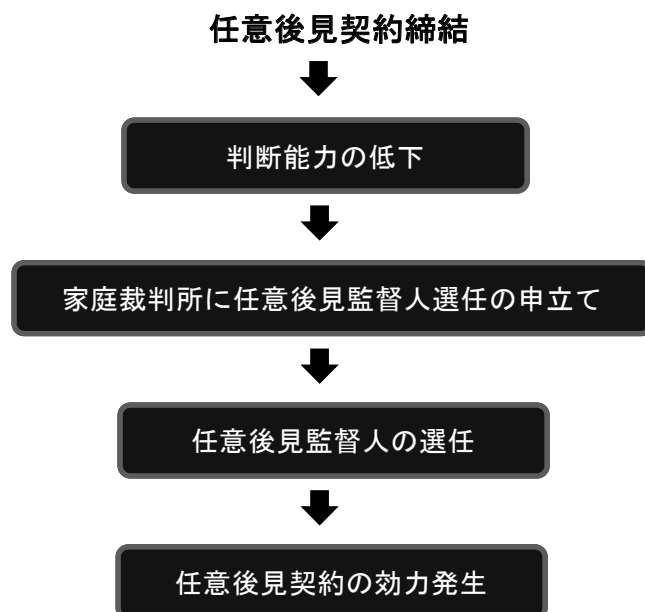 任意後見契約締結
判断能力の低下
家庭裁判所に任意後見監督人選任の申立て
任意後見監督人の選任
任意後見契約の効力発生